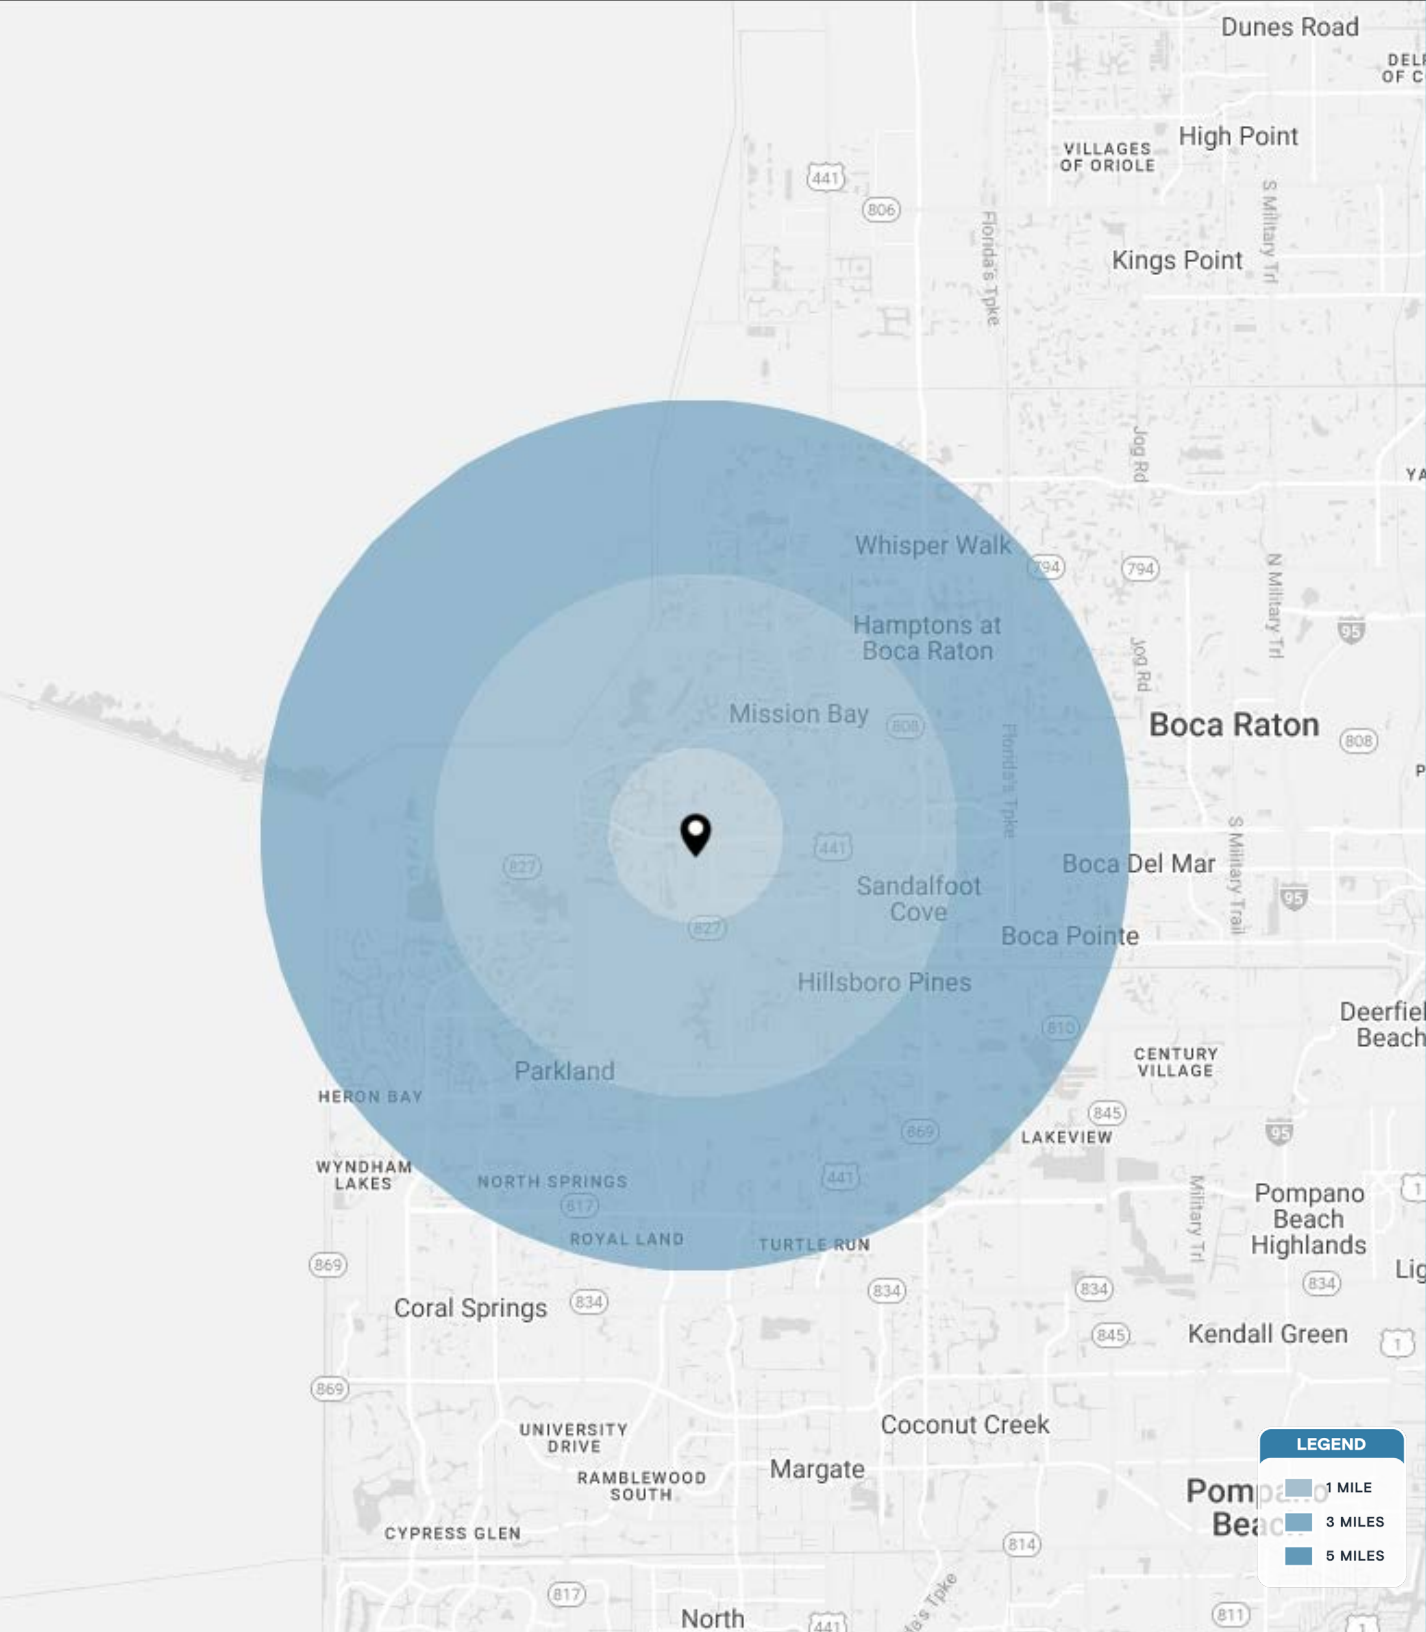 Dunes Road
High Point
VILLAGES
OF ORIOLE
441
806
S Military Trl
Florida's Tpke
Kings Point
Jog Rd
Whisper Walk
794
794
N Military Trl
Hamptons at
Boca Raton
95
Jog Rd
Mission Bay
808
Boca Raton
808
Florida's Tpke
441
827
Boca Del Mar
S Military Trail
Sandalfoot
Cove
95
827
Boca Pointe
Hillsboro Pines
Beach
810
CENTURY
VILLAGE
Parkland
HERON BAY
845
869
95
LAKEVIEW
WYNDHAM
LAKES
NORTH SPRINGS
441
Military Trl
Pompano
Beach
Highlands
1
817
ROYAL LAND
TURTLE RUN
869
834
834
834
834
Coral Springs
845
Kendall Green
1
869
UNIVERSITY
DRIVE
Coconut Creek
RAMBLEWOOD
SOUTH
Margate
LEGEND
1 MILE
3 MILES
5 MILES
Pompano
Beach
CYPRESS GLEN
814
817
North
441
811
1